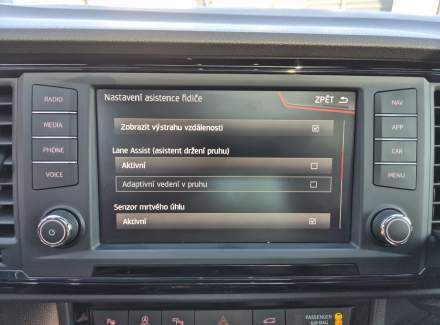 Nastavení asistence řidiče
ZPĚT
Zobrazit výstrahu vzdálenosti
Lane Assist (asistent držení pruhu)
Aktivní
Adaptivní vedení v pruhu
Senzor mrtvého úhlu
Aktivní
RADIO
MEDIA
PHONE
VOICE
NAV
APP
CAR
MENU
PASSENGER
AIR BAG